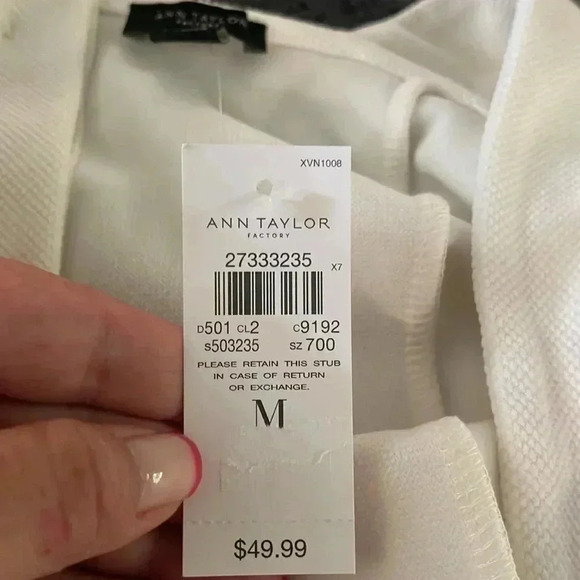 XVN1008
ANN TAYLOR
FACTORY
27333235
X7
D501 CL2 C9192
S503235 SZ 700
PLEASE RETAIN THIS STUB
IN CASE OF RETURN
OR EXCHANGE.
M
$49.99